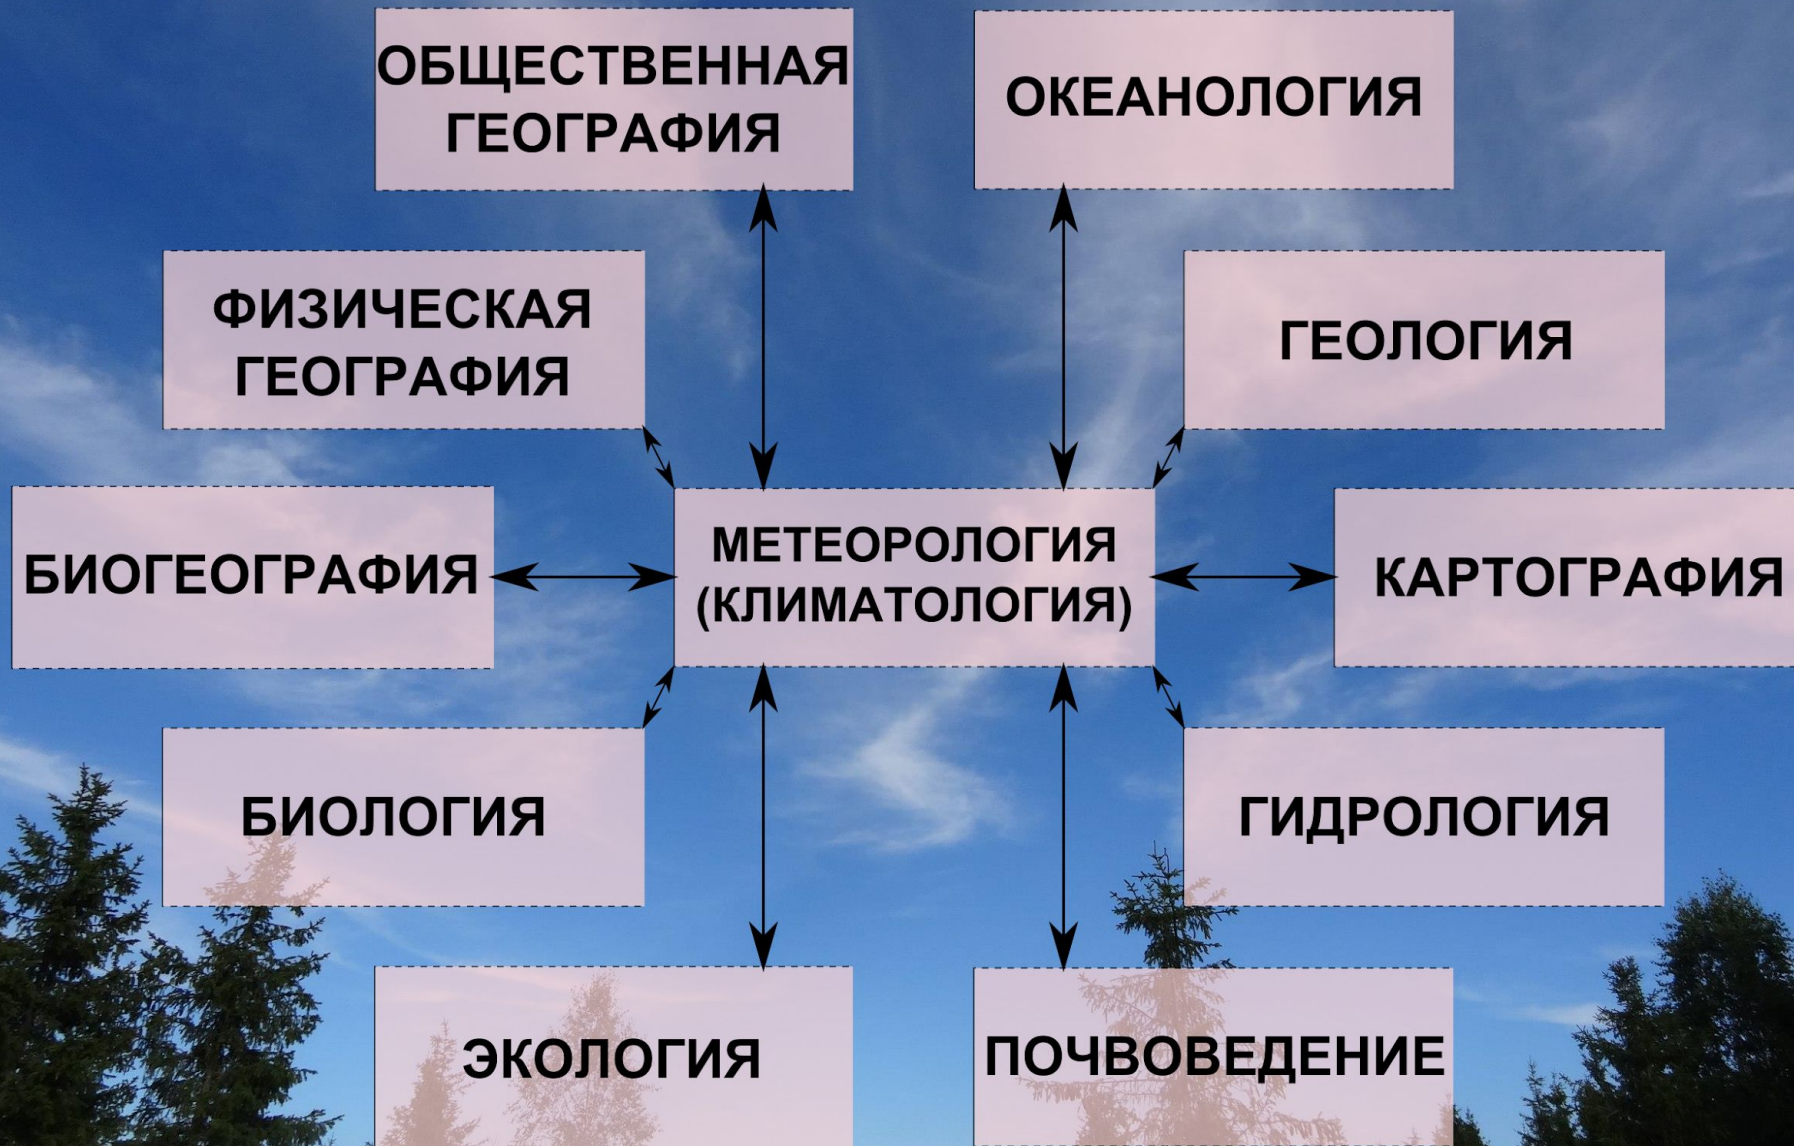 ОБЩЕСТВЕННАЯ
ГЕОГРАФИЯ
ОКЕАНОЛОГИЯ
ФИЗИЧЕСКАЯ
ГЕОГРАФИЯ
ГЕОЛОГИЯ
БИОГЕОГРАФИЯ
МЕТЕОРОЛОГИЯ
(КЛИМАТОЛОГИЯ)
КАРТОГРАФИЯ
БИОЛОГИЯ
ГИДРОЛОГИЯ
ЭКОЛОГИЯ
ПОЧВОВЕДЕНИЕ